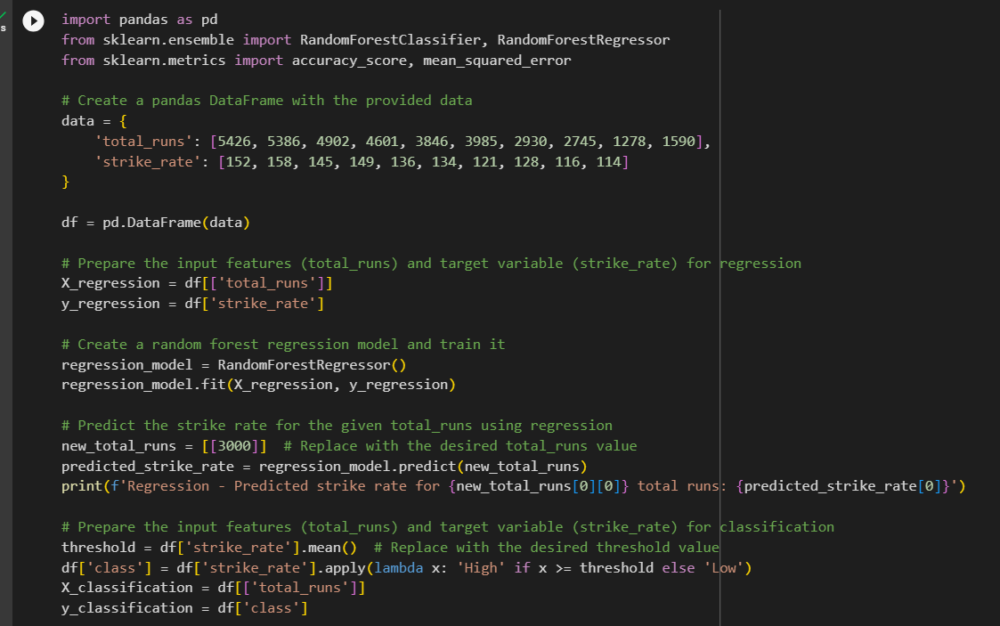 s
import pandas as pd
from sklearn.ensemble import RandomForestClassifier, RandomForestRegressor
from sklearn.metrics import accuracy_score, mean_squared_error

# Create a pandas DataFrame with the provided data
data = {
    'total_runs': [5426, 5386, 4902, 4601, 3846, 3985, 2930, 2745, 1278, 1590],
    'strike_rate': [152, 158, 145, 149, 136, 134, 121, 128, 116, 114]
}

df = pd.DataFrame(data)

# Prepare the input features (total_runs) and target variable (strike_rate) for regression
X_regression = df[['total_runs']]
y_regression = df['strike_rate']

# Create a random forest regression model and train it
regression_model = RandomForestRegressor()
regression_model.fit(X_regression, y_regression)

# Predict the strike rate for the given total_runs using regression
new_total_runs = [[3000]]  # Replace with the desired total_runs value
predicted_strike_rate = regression_model.predict(new_total_runs)
print(f'Regression - Predicted strike rate for {new_total_runs[0][0]} total runs: {predicted_strike_rate[0]}')

# Prepare the input features (total_runs) and target variable (strike_rate) for classification
threshold = df['strike_rate'].mean()  # Replace with the desired threshold value
df['class'] = df['strike_rate'].apply(lambda x: 'High' if x >= threshold else 'Low')
X_classification = df[['total_runs']]
y_classification = df['class']